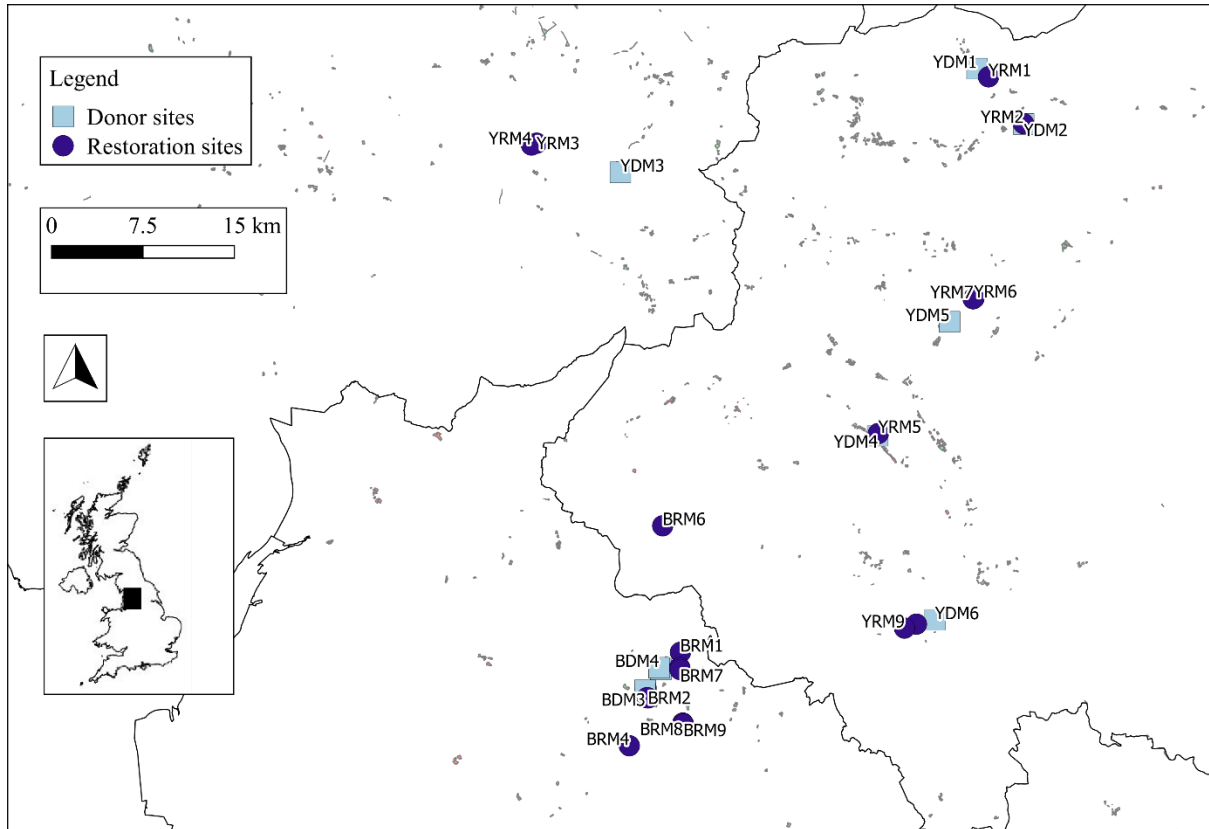 Legend
Donor sites
Restoration sites
0 7.5 15 km
YDM1
YRM1
YRM2
YDM2
YRM4
YRM3
YDM3
YRM7
YRM6
YDM5
YRM5
YDM4
BRM6
YRM9
YDM6
BRM1
BDM4
BRM7
BDM3
BRM2
BRM8
BRM9
BRM4